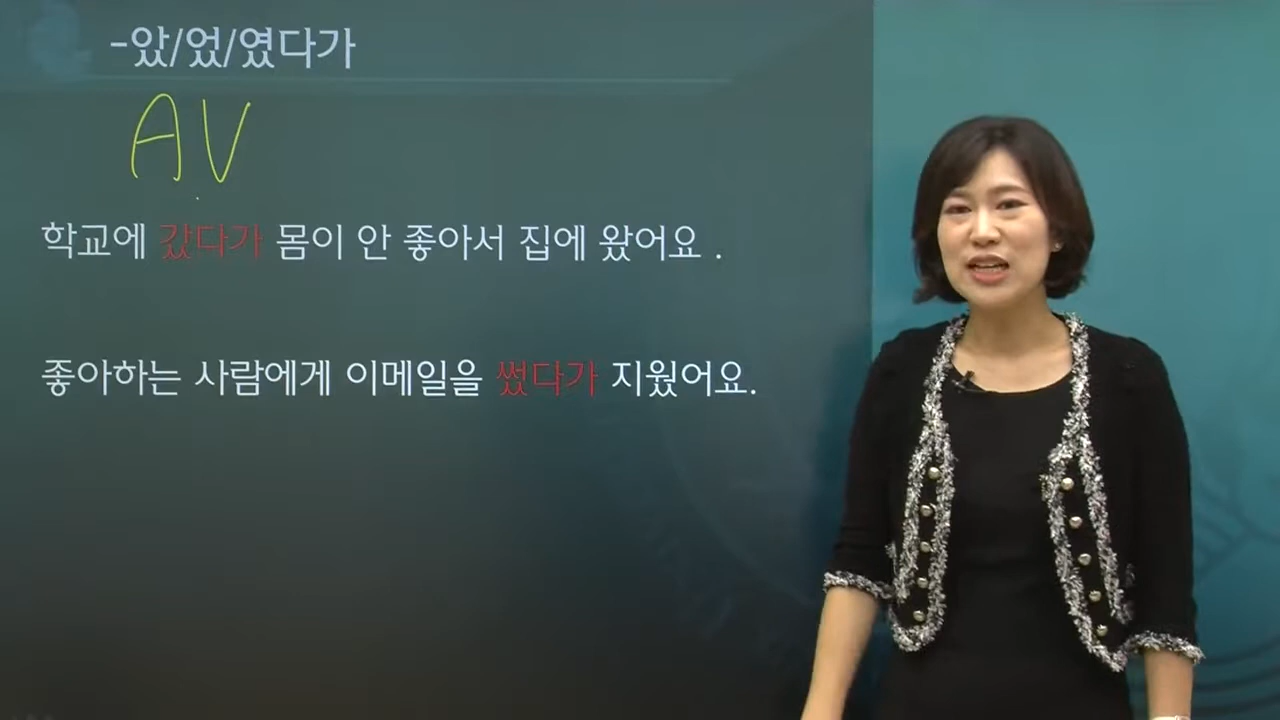 -았/었/였다가
AV
학교에 갔다가 몸이 안 좋아서 집에 왔어요 .
좋아하는 사람에게 이메일을 썼다가 지웠어요.